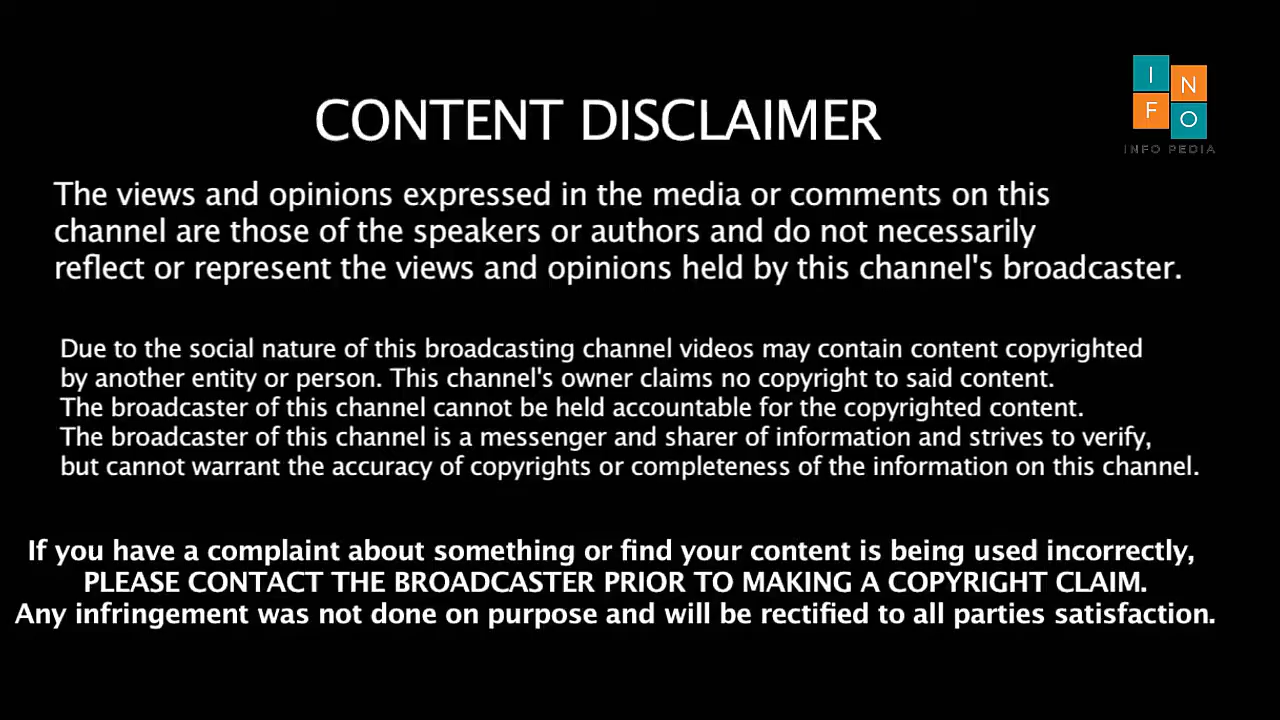 I
N
F
O
INFO PEDIA
CONTENT DISCLAIMER
The views and opinions expressed in the media or comments on this
channel are those of the speakers or authors and do not necessarily
reflect or represent the views and opinions held by this channel's broadcaster.
Due to the social nature of this broadcasting channel videos may contain content copyrighted
by another entity or person. This channel's owner claims no copyright to said content.
The broadcaster of this channel cannot be held accountable for the copyrighted content.
The broadcaster of this channel is a messenger and sharer of information and strives to verify,
but cannot warrant the accuracy of copyrights or completeness of the information on this channel.
If you have a complaint about something or find your content is being used incorrectly,
PLEASE CONTACT THE BROADCASTER PRIOR TO MAKING A COPYRIGHT CLAIM.
Any infringement was not done on purpose and will be rectified to all parties satisfaction.